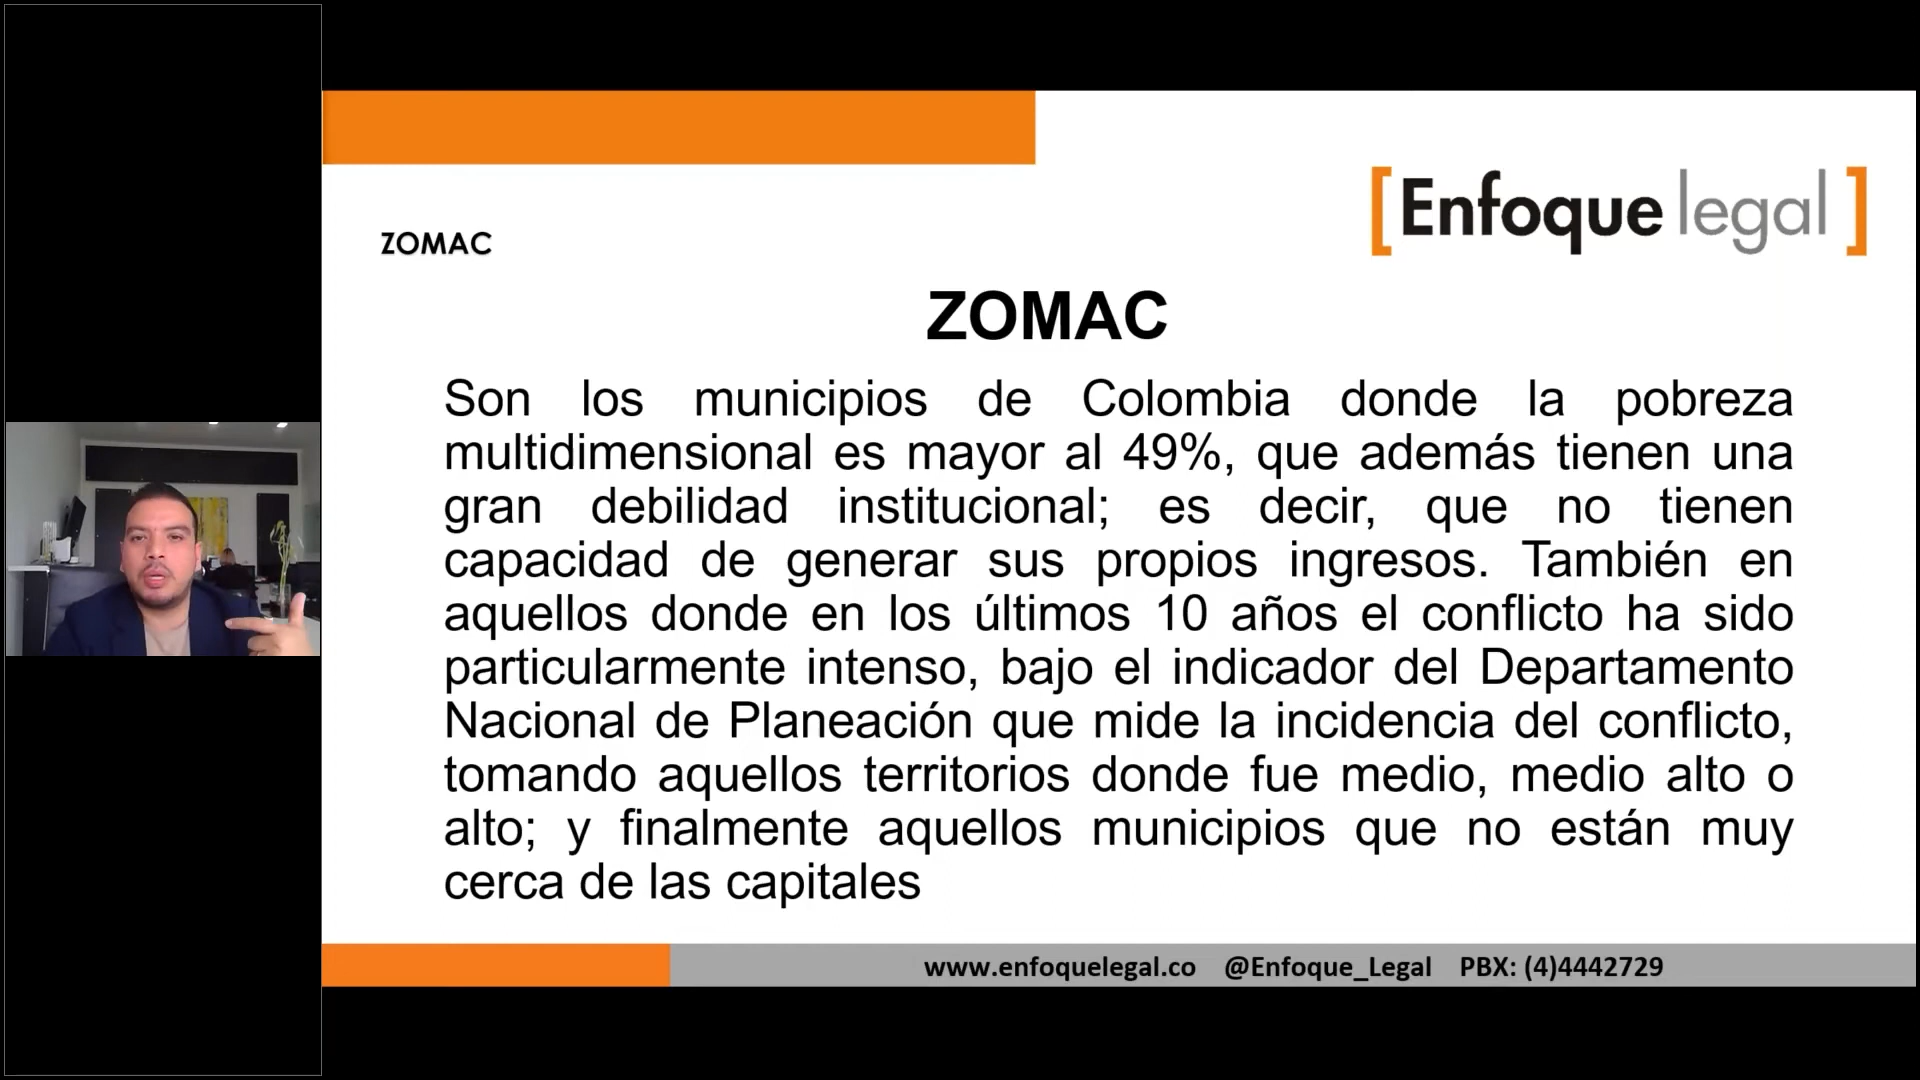 ZOMAC
[Enfoque legal]
ZOMAC
Son los municipios de Colombia donde la pobreza
multidimensional es mayor al 49%, que además tienen una
gran debilidad institucional; es decir, que no tienen
capacidad de generar sus propios ingresos. También en
aquellos donde en los últimos 10 años el conflicto ha sido
particularmente intenso, bajo el indicador del Departamento
Nacional de Planeación que mide la incidencia del conflicto,
tomando aquellos territorios donde fue medio, medio alto o
alto; y finalmente aquellos municipios que no están muy
cerca de las capitales
www.enfoquelegal.co @Enfoque_Legal PBX: (4)4442729